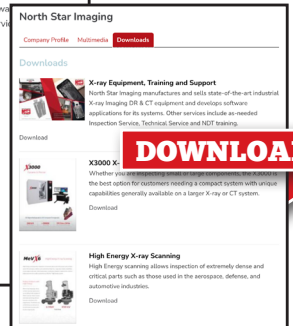 North Star Imaging
Company Profile Multimedia Downloads
Downloads
X-ray Equipment, Training and Support
North Star Imaging manufactures and sells state-of-the-art industrial
X-ray Imaging DR & CT equipment and develops software
applications for its systems. Other services include as-needed
Inspection Service, Technical Service and NDT training.
Download
DOWNLOA
X3000
X3000 X-
Whether you are inspecting small or large components, the X3000 is
the best option for customers needing a compact system with unique
capabilities generally available on a larger X-ray or CT system.
Download
MeVX6
High Energy X-ray Scanning
High Energy scanning allows inspection of extremely dense and
critical parts such as those used in the aerospace, defense, and
automotive industries.
Download